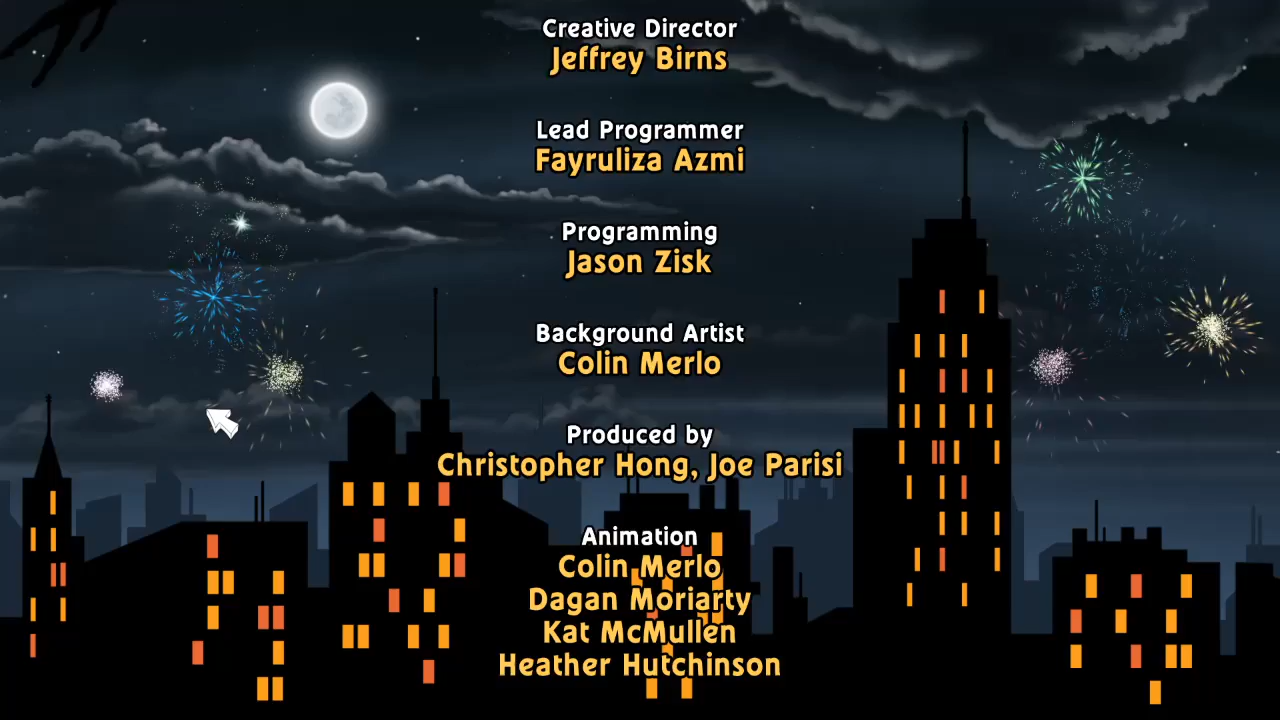 Creative Director
Jeffrey Birns
Lead Programmer
Fayruliza Azmi
Programming
Jason Zisk
Background Artist
Colin Merlo
Produced by
Christopher Hong, Joe Parisi
Animation
Colin Merlo
Dagan Moriarty
Kat McMullen
Heather Hutchinson